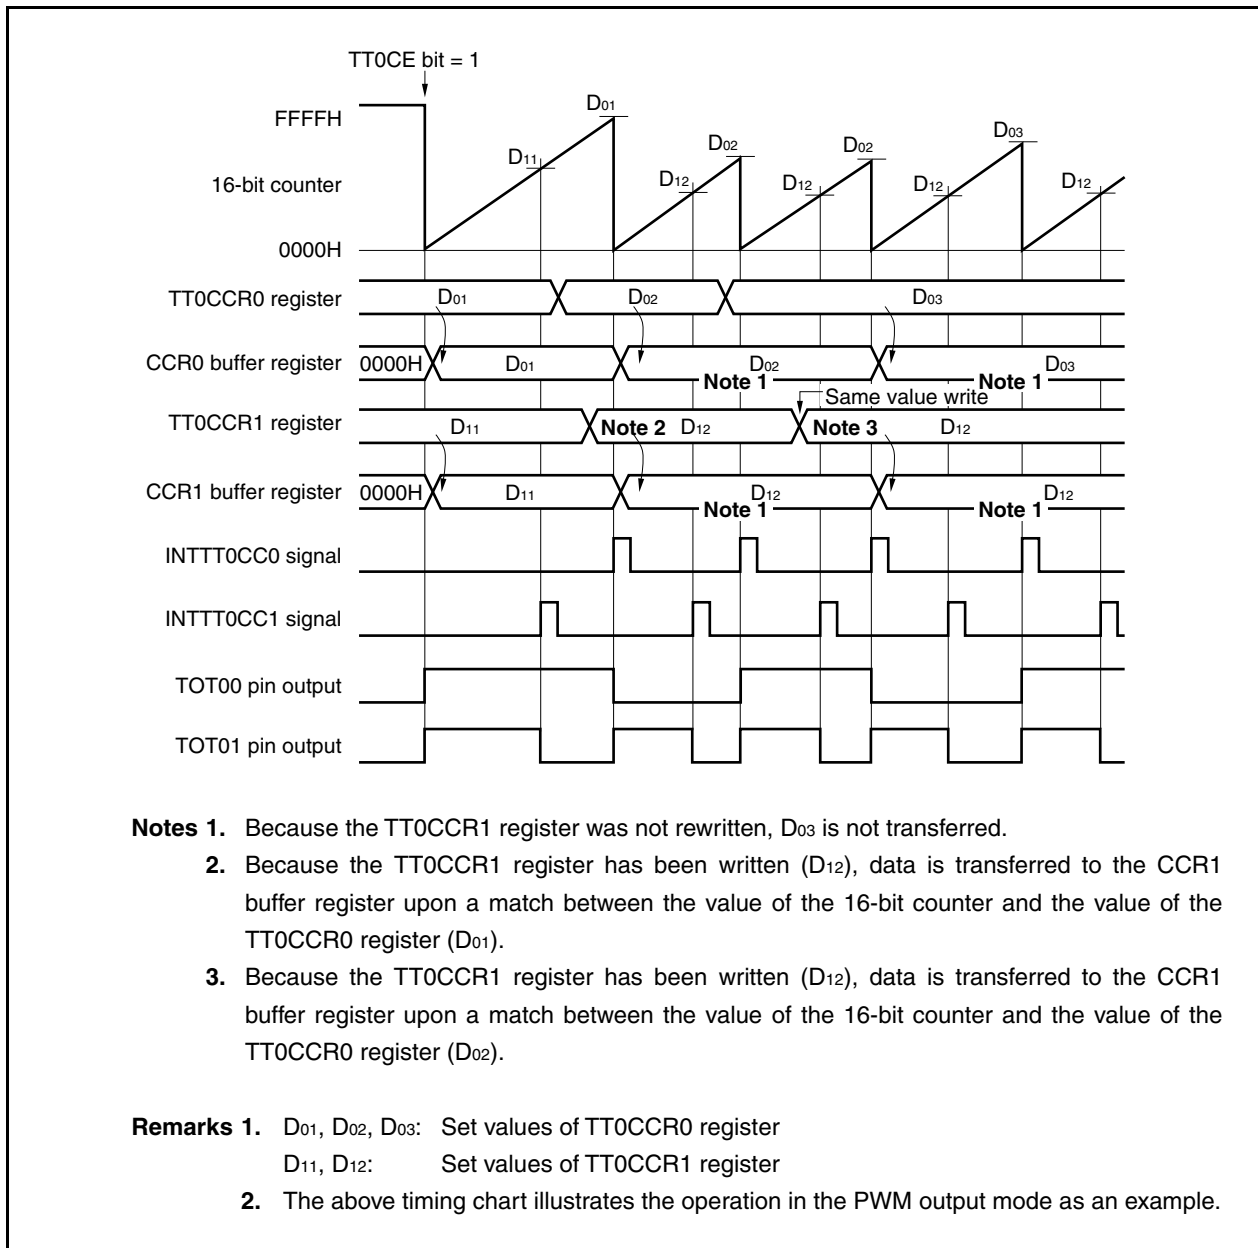 TT0CE bit = 1
FFFFH
D01
D11
D02
D02
D03
16-bit counter
D12
D12
D12
D12
0000H
TT0CCR0 register
D01
D02
D03
CCR0 buffer register
0000H
D01
D02
Note 1
D03
Note 1
Same value write
TT0CCR1 register
D11
Note 2
D12
Note 3
D12
CCR1 buffer register
0000H
D11
D12
Note 1
D12
Note 1
INTTT0CC0 signal
INTTT0CC1 signal
TOT00 pin output
TOT01 pin output
Notes 1. Because the TT0CCR1 register was not rewritten, D03 is not transferred.
2. Because the TT0CCR1 register has been written (D12), data is transferred to the CCR1
buffer register upon a match between the value of the 16-bit counter and the value of the
TT0CCR0 register (D01).
3. Because the TT0CCR1 register has been written (D12), data is transferred to the CCR1
buffer register upon a match between the value of the 16-bit counter and the value of the
TT0CCR0 register (D02).
Remarks 1. D01, D02, D03: Set values of TT0CCR0 register
D11, D12: Set values of TT0CCR1 register
2. The above timing chart illustrates the operation in the PWM output mode as an example.